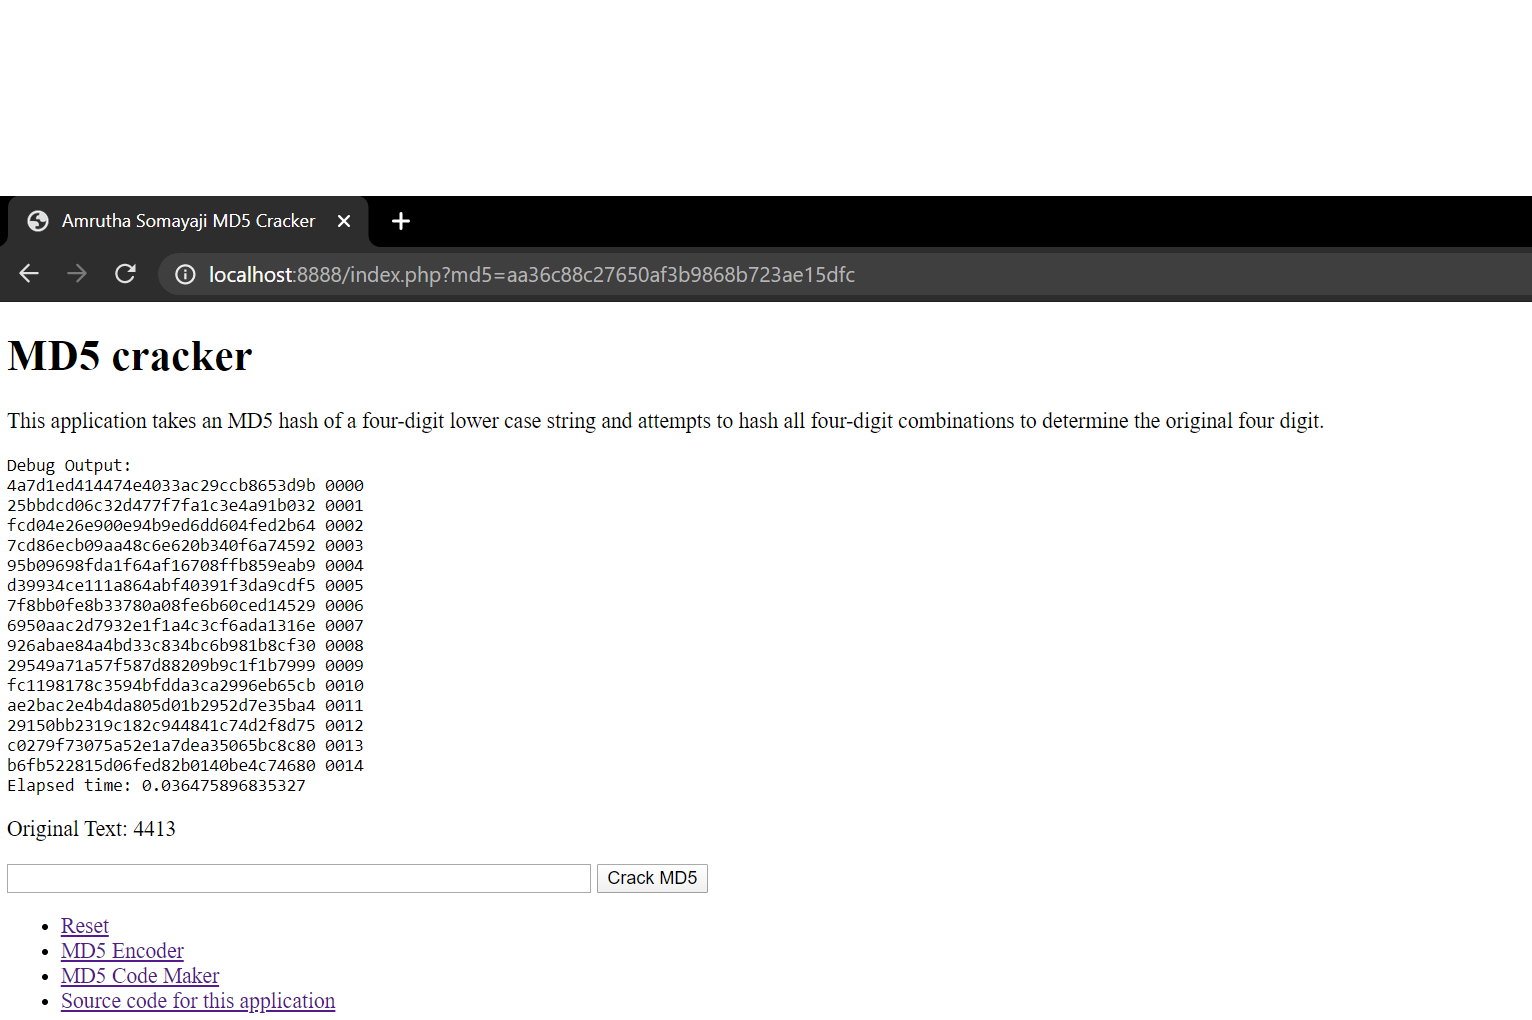 Amrutha Somayaji MD5 Cracker
localhost:8888/index.php?md5=aa36c88c27650af3b9868b723ae15dfc
MD5 cracker
This application takes an MD5 hash of a four-digit lower case string and attempts to hash all four-digit combinations to determine the original four digit.
Debug Output:
4a7d1ed414474e4033ac29ccb8653d9b 0000
25bbdcd06c32d477f7fa1c3e4a91b032 0001
fcd04e26e900e94b9ed6dd604fed2b64 0002
7cd86ecb09aa48c6e620b340f6a74592 0003
95b09698fda1f64af16708ffb859eab9 0004
d39934ce111a864abf40391f3da9cdf5 0005
7f8bb0fe8b33780a08fe6b60ced14529 0006
6950aac2d7932e1f1a4c3cf6ada1316e 0007
926abae84a4bd33c834bc6b981b8cf30 0008
29549a71a57f587d88209b9c1f1b7999 0009
fc1198178c3594bfdda3ca2996eb65cb 0010
ae2bac2e4b4da805d01b2952d7e35ba4 0011
29150bb2319c182c944841c74d2f8d75 0012
c0279f73075a52e1a7dea35065bc8c80 0013
b6fb522815d06fed82b0140be4c74680 0014
Elapsed time: 0.036475896835327
Original Text: 4413
Crack MD5
Reset
MD5 Encoder
MD5 Code Maker
Source code for this application